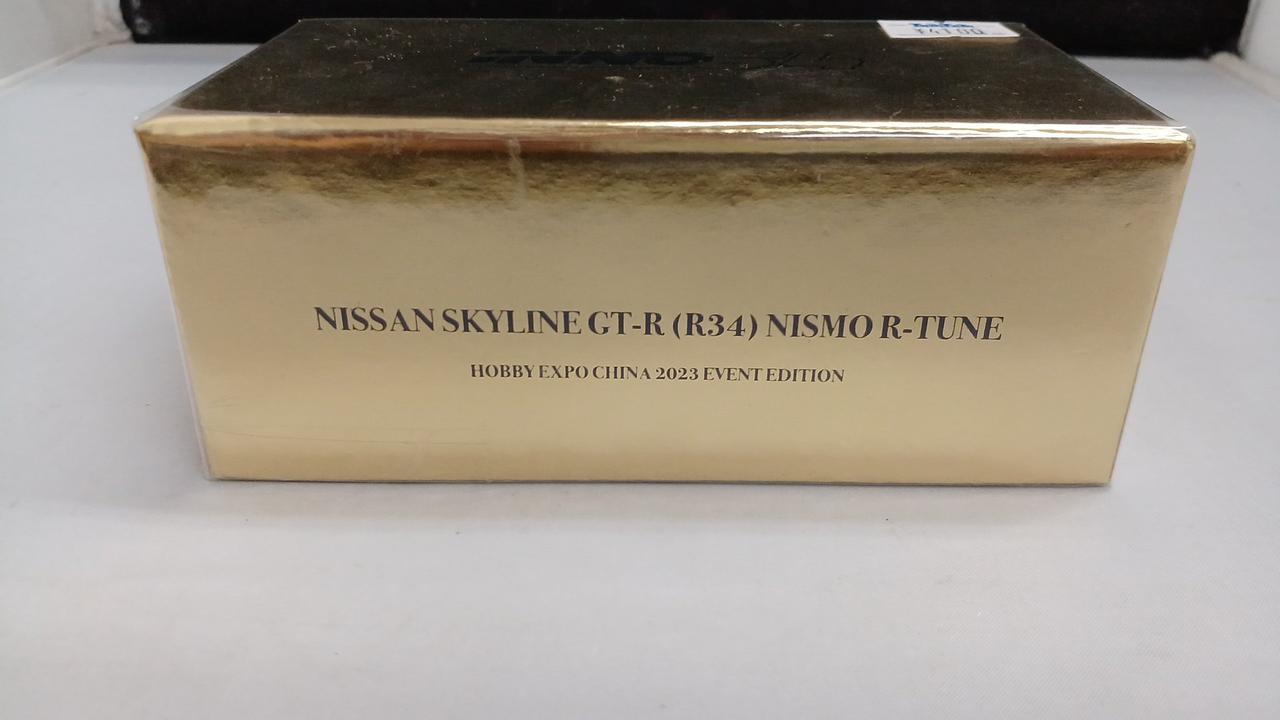 NISSAN SKYLINE GT-R (R34) NISMO R-TUNE
HOBBY EXPO CHINA 2023 EVENT EDITION